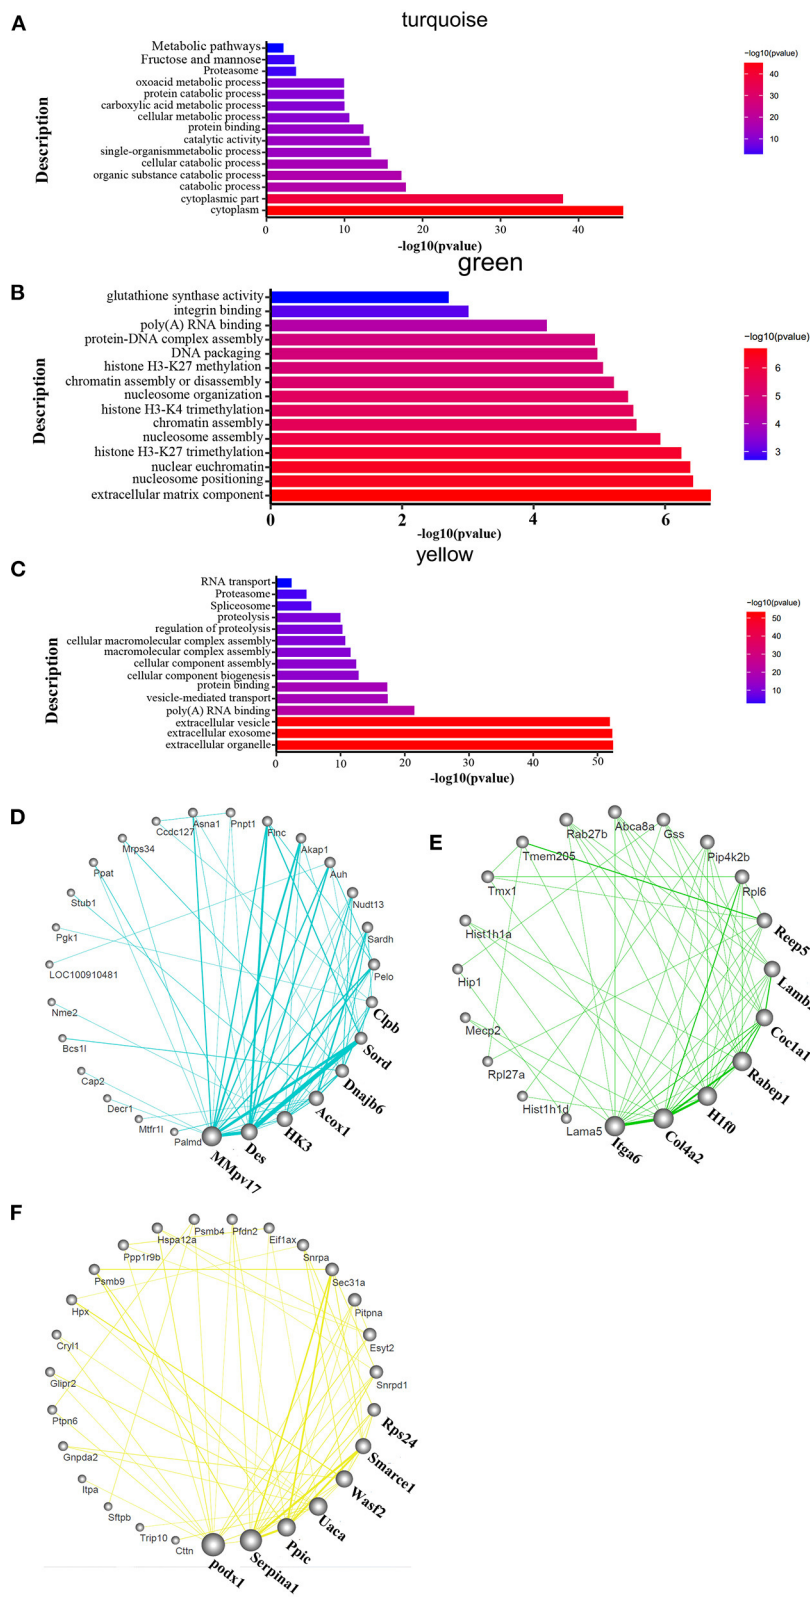 A
turquoise
Metabolic pathways
Fructose and mannose
Proteasome
oxoacid metabolic process
protein catabolic process
carboxylic acid metabolic process
cellular metabolic process
protein binding
catalytic activity
single-organismmetabolic process
cellular catabolic process
organic substance catabolic process
catabolic process
cytoplasmic part
cytoplasm
Description
0 10 20 30 40
-log10(pvalue)
−log10(pvalue)
40
30
20
10
B
green
glutathione synthase activity
integrin binding
poly(A) RNA binding
protein-DNA complex assembly
DNA packaging
histone H3-K27 methylation
chromatin assembly or disassembly
nucleosome organization
histone H3-K4 trimethylation
chromatin assembly
nucleosome assembly
histone H3-K27 trimethylation
nuclear euchromatin
nucleosome positioning
extracellular matrix component
Description
0 2 4 6
-log10(pvalue)
−log10(pvalue)
6
5
4
3
C
yellow
RNA transport
Proteasome
Spliceosome
proteolysis
regulation of proteolysis
cellular macromolecular complex assembly
macromolecular complex assembly
cellular component assembly
cellular component biogenesis
protein binding
vesicle-mediated transport
poly(A) RNA binding
extracellular vesicle
extracellular exosome
extracellular organelle
Description
0 10 20 30 40 50
-log10(pvalue)
−log10(pvalue)
50
40
30
20
10
D
Asna1
Pnpt1
Flnc
Ccdc127
Akap1
Mrps34
Auh
Ppat
Nudt13
Stub1
Sardh
Pgk1
Pelo
LOC100910481
Clpb
Nme2
Sord
Bcs1l
Dnajb6
Cap2
Acox1
Decr1
HK3
Mtfr1l
Des
Palmd
MMpv17
E
Abca8a
Rab27b
Gss
Tmem205
Pip4k2b
Tmx1
Rpl6
Hist1h1a
Reep5
Hip1
Mecp2
Coc1a1
Rpl27a
Rabep1
Hist1h1d
H1f0
Lama5
Col4a2
Itga6
F
Psmb4
Pfdn2
Hspa12a
Eif1ax
Ppp1r9b
Snrpa
Psmb9
Sec31a
Hpx
Pitpna
Cryl1
Esyt2
Glipr2
Snrpd1
Ptpn6
Rps24
Gnpda2
Smarce1
Itpa
Wasf2
Sftpb
Uaca
Trip10
Ppic
Cttn
Serpina1
podx1